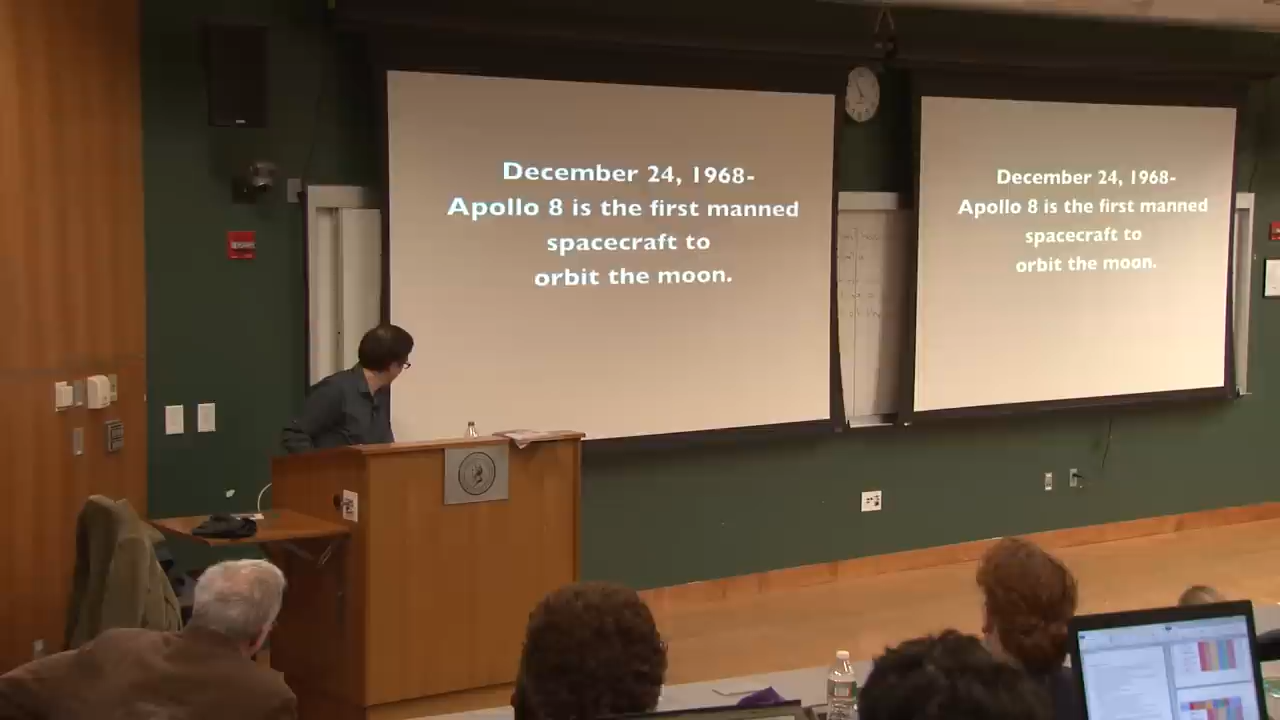 December 24, 1968-
Apollo 8 is the first manned
spacecraft to
orbit the moon.
December 24, 1968-
Apollo 8 is the first manned
spacecraft to
orbit the moon.